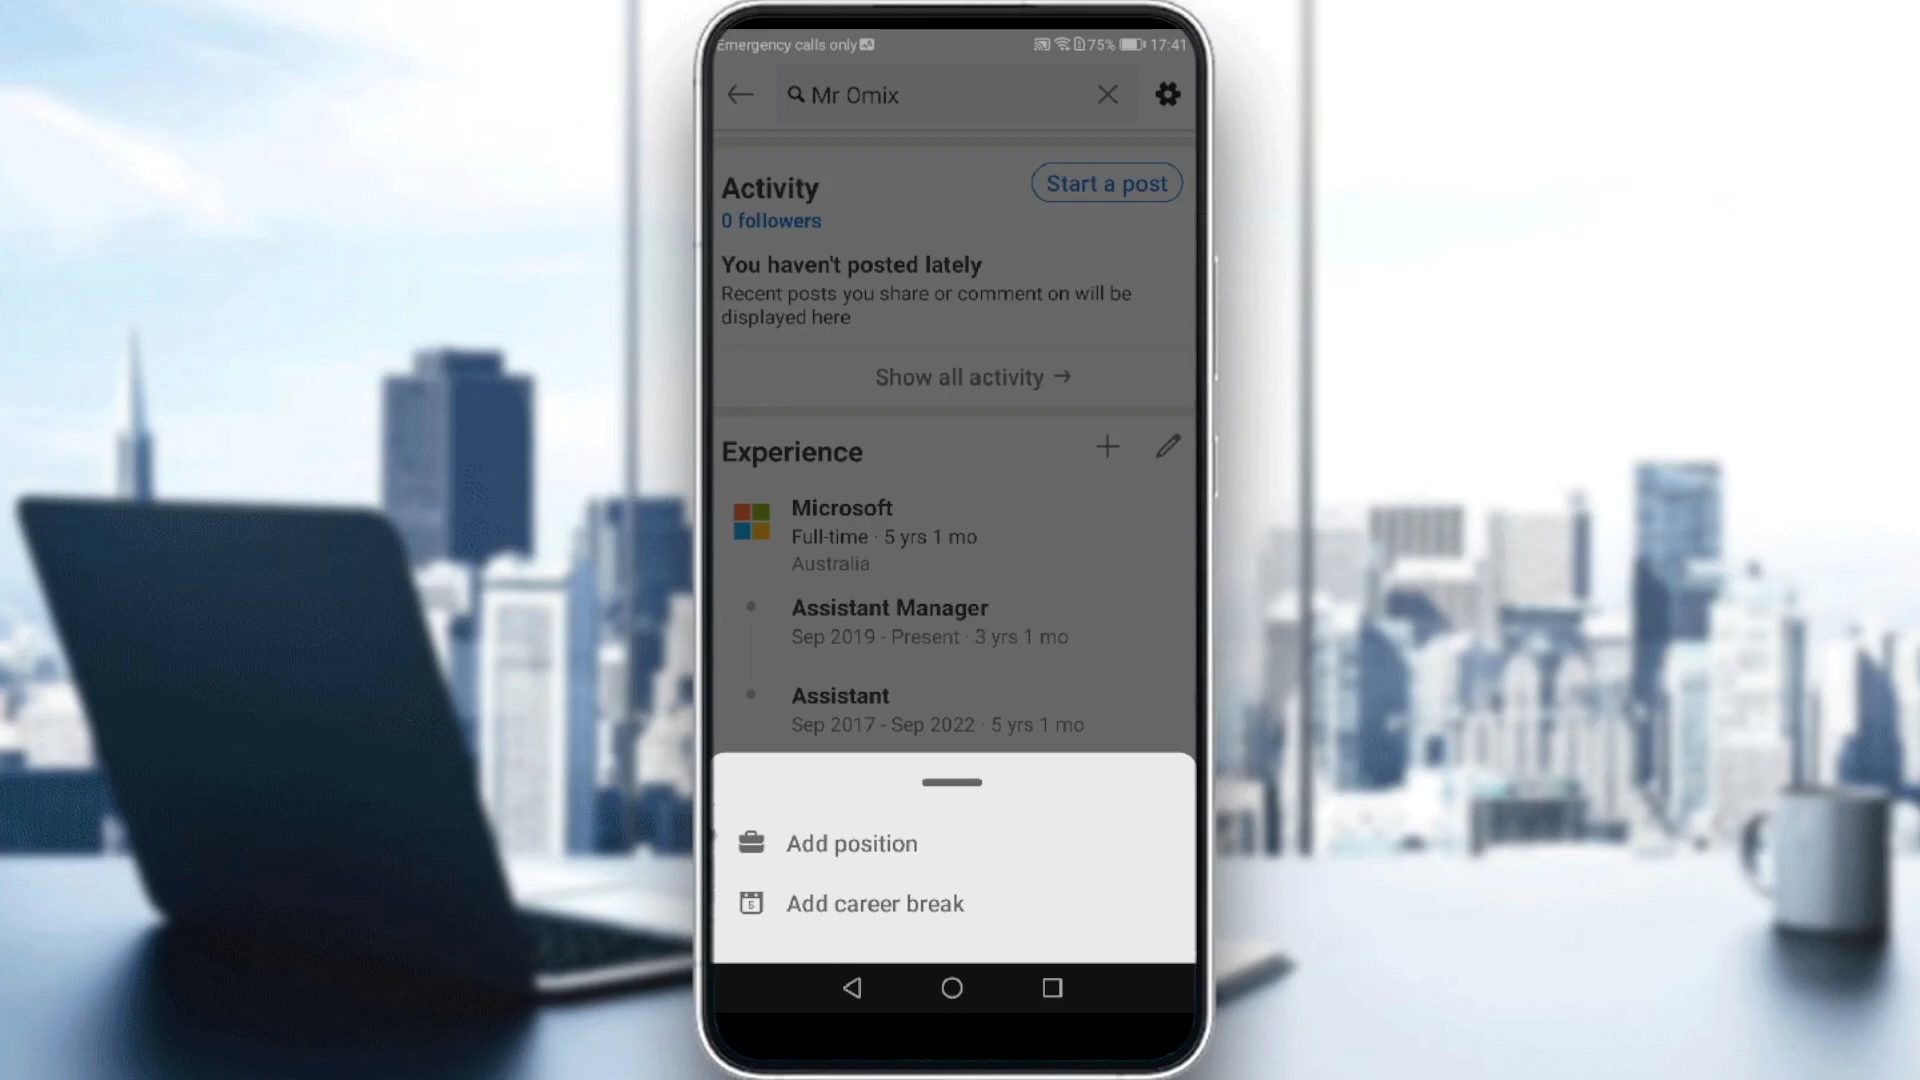 Emergency calls only
75% 17:41
Mr Omix
Activity
Start a post
0 followers
You haven't posted lately
Recent posts you share or comment on will be
displayed here
Show all activity →
Experience
Microsoft
Full-time · 5 yrs 1 mo
Australia
Assistant Manager
Sep 2019 - Present · 3 yrs 1 mo
Assistant
Sep 2017 - Sep 2022 · 5 yrs 1 mo
Add position
5
Add career break